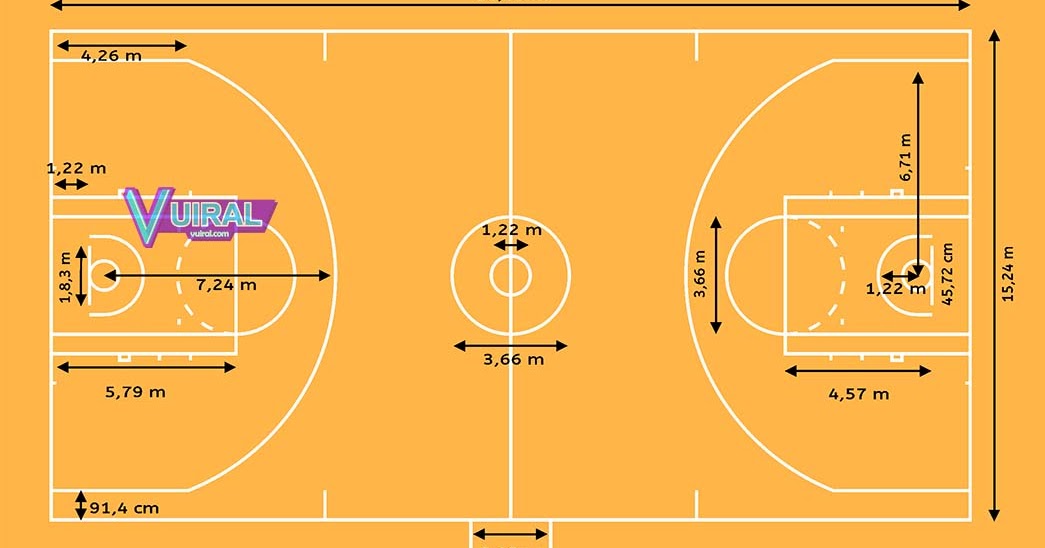 4,26 m
1,22 m
6,71 m
VUIRAL
vuiral.com
1,22 m
1,8,3 m
7,24 m
3,66 m
1,22 m
45,72 cm
15,24 m
3,66 m
5,79 m
4,57 m
91,4 cm